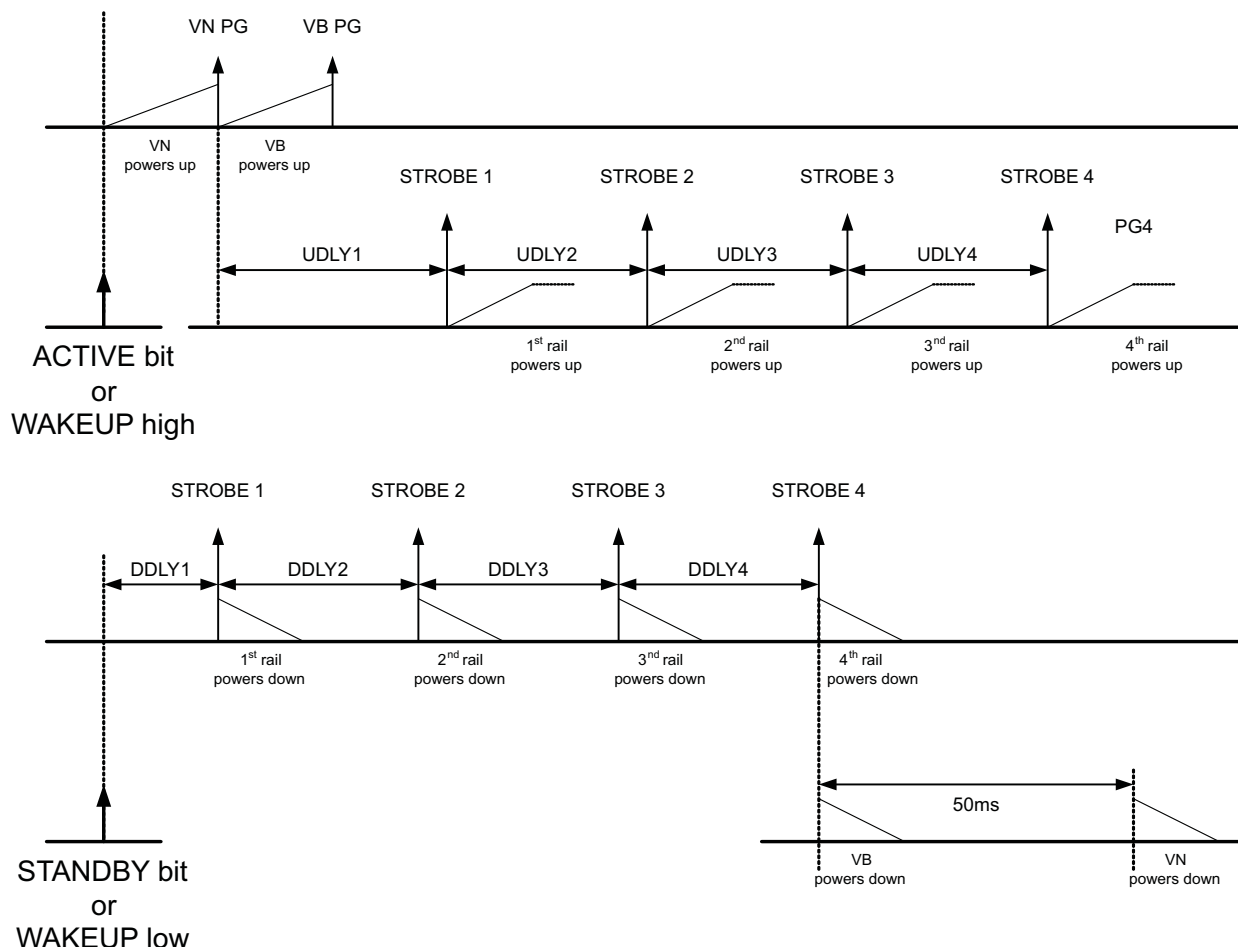 VN PG
VB PG
VN
powers up
VB
powers up
STROBE 1
STROBE 2
STROBE 3
STROBE 4
PG4
UDLY1
UDLY2
UDLY3
UDLY4
1st rail
powers up
2nd rail
powers up
3nd rail
powers up
4th rail
powers up
ACTIVE bit
or
WAKEUP high
STROBE 1
STROBE 2
STROBE 3
STROBE 4
DDLY1
DDLY2
DDLY3
DDLY4
1st rail
powers down
2nd rail
powers down
3nd rail
powers down
4th rail
powers down
50ms
VB
powers down
VN
powers down
STANDBY bit
or
WAKEUP low